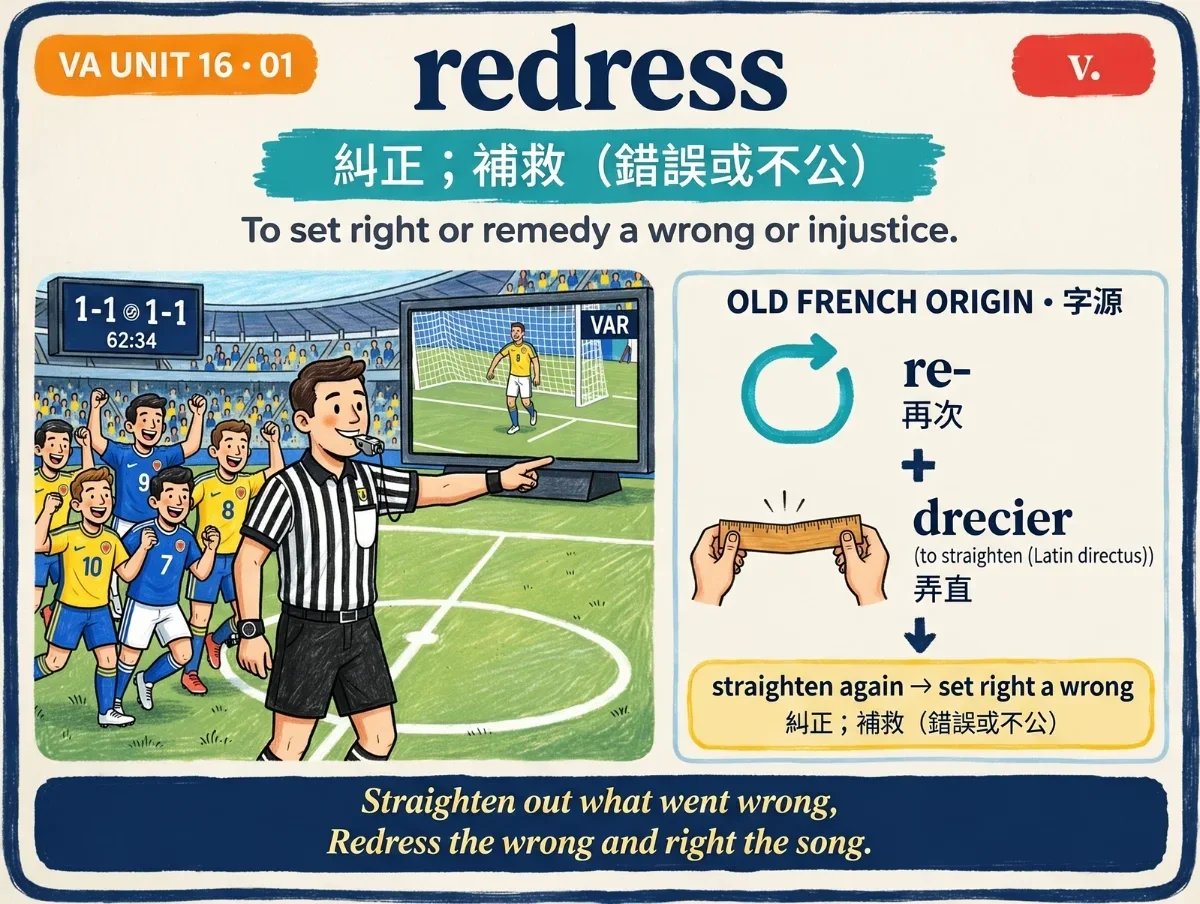 VA UNIT 16 • 01
redress
v.
糾正；補救（錯誤或不公）
To set right or remedy a wrong or injustice.
1-1 1-1
62:34
VAR
8
9
8
10
7
OLD FRENCH ORIGIN • 字源
re-
再次
+
drecier
(to straighten (Latin directus))
弄直
straighten again → set right a wrong
糾正；補救（錯誤或不公）
Straighten out what went wrong,
Redress the wrong and right the song.